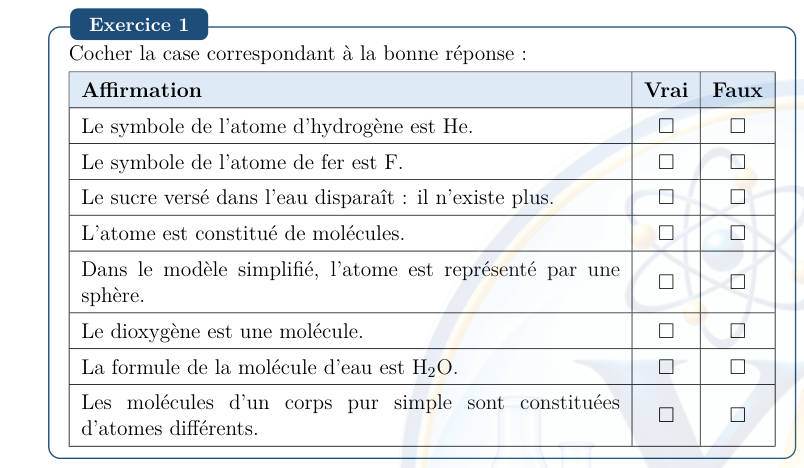 Exercice 1
Cocher la case correspondant à la bonne réponse :
Affirmation Vrai Faux
Le symbole de l'atome d'hydrogène est He. ☐ ☐
Le symbole de l'atome de fer est F. ☐ ☐
Le sucre versé dans l'eau disparaît : il n'existe plus. ☐ ☐
L'atome est constitué de molécules. ☐ ☐
Dans le modèle simplifié, l'atome est représenté par une
sphère. ☐ ☐
Le dioxygène est une molécule. ☐ ☐
La formule de la molécule d'eau est H₂O. ☐ ☐
Les molécules d'un corps pur simple sont constituées
d'atomes différents. ☐ ☐